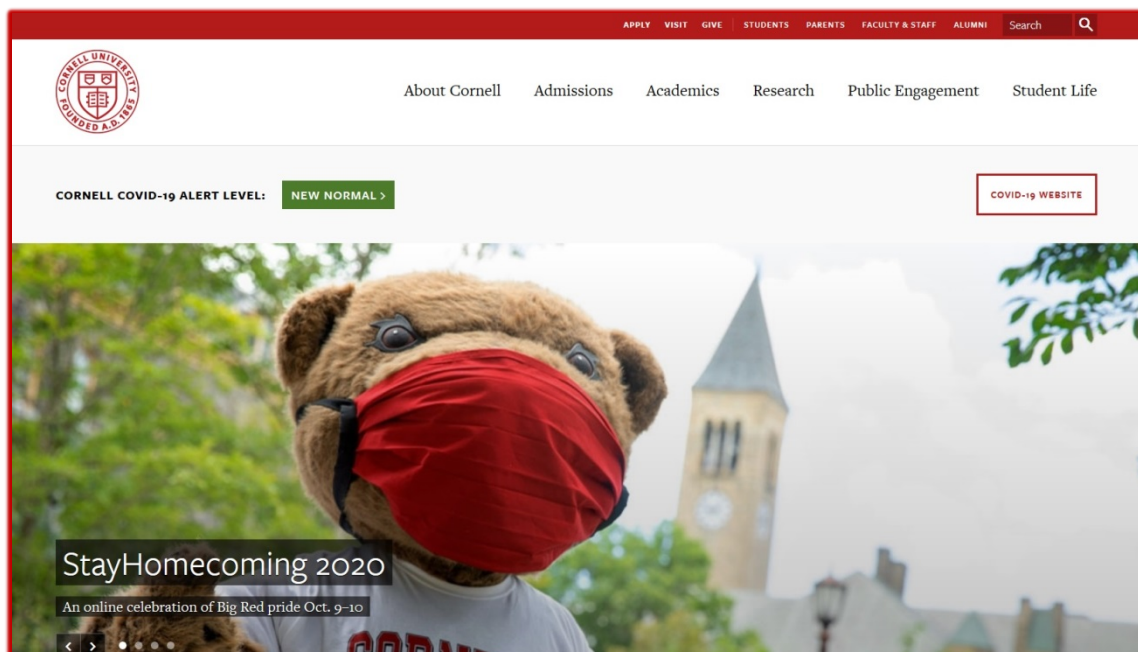 APPLY VISIT GIVE STUDENTS PARENTS FACULTY & STAFF ALUMNI Search
CORNELL UNIVERSITY
FOUNDED A.D. 1865
About Cornell Admissions Academics Research Public Engagement Student Life
CORNELL COVID-19 ALERT LEVEL: NEW NORMAL > COVID-19 WEBSITE
StayHomecoming 2020
An online celebration of Big Red pride Oct. 9–10
< >